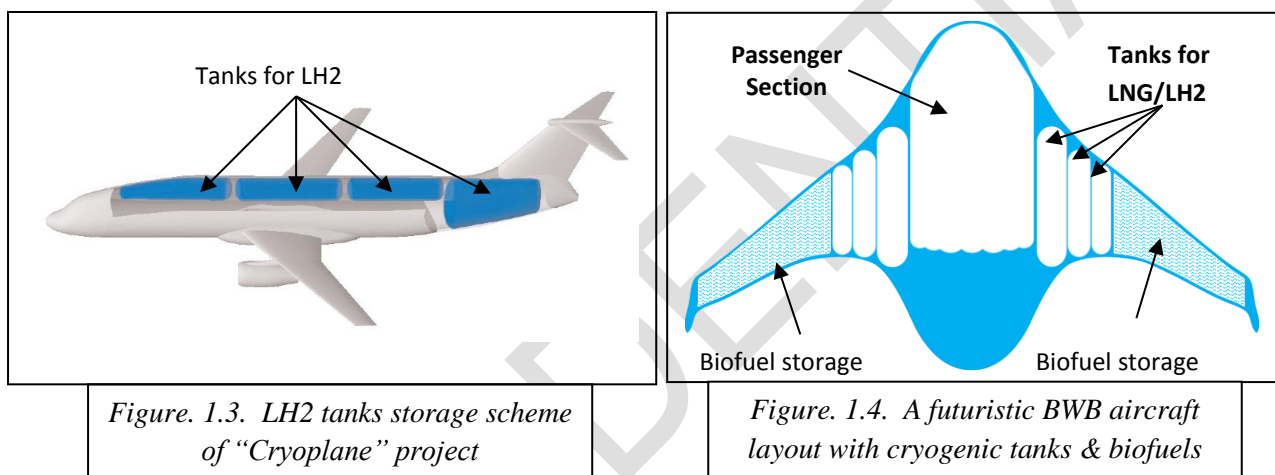 Tanks for LH2
Figure. 1.3. LH2 tanks storage scheme
of “Cryoplane” project
Passenger
Section
Tanks for
LNG/LH2
Biofuel storage
Biofuel storage
Figure. 1.4. A futuristic BWB aircraft
layout with cryogenic tanks & biofuels